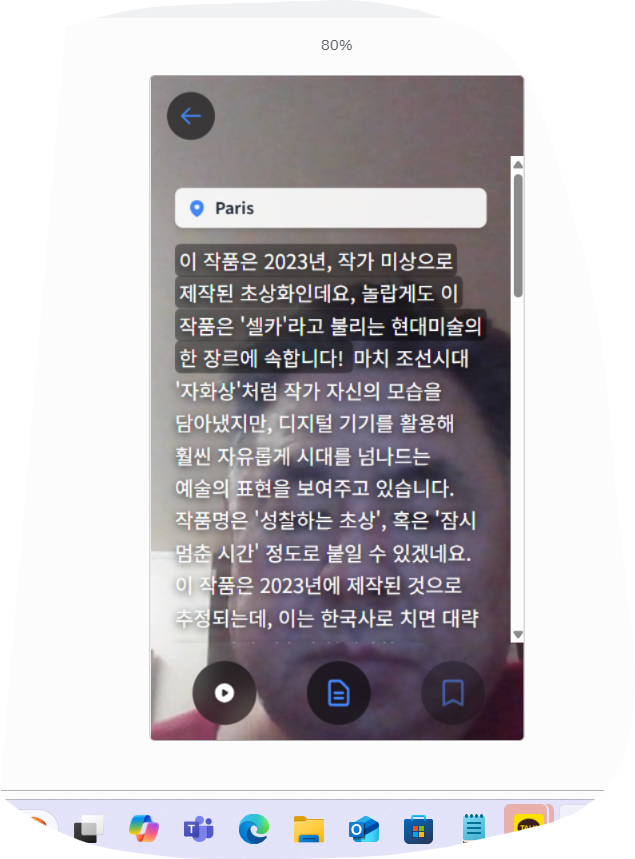 80%
Paris
이 작품은 2023년, 작가 미상으로
제작된 초상화인데요, 놀랍게도 이
작품은 '셀카'라고 불리는 현대미술의
한 장르에 속합니다! 마치 조선시대
'자화상'처럼 작가 자신의 모습을
담아냈지만, 디지털 기기를 활용해
훨씬 자유롭게 시대를 넘나드는
예술의 표현을 보여주고 있습니다.
작품명은 '성찰하는 초상', 혹은 '잠시
멈춘 시간' 정도로 붙일 수 있겠네요.
이 작품은 2023년에 제작된 것으로
추정되는데, 이는 한국사로 치면 대략